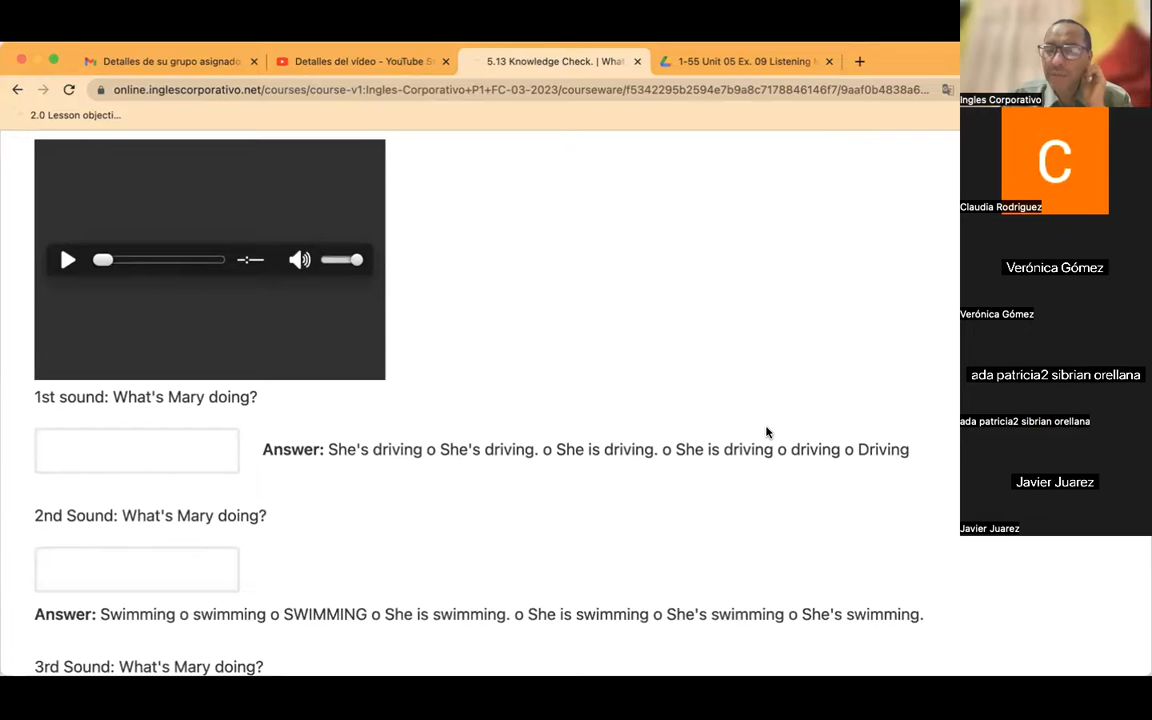 Detalles de su grupo asignado
Detalles del vídeo - YouTube S
5.13 Knowledge Check. | What
1-55 Unit 05 Ex. 09 Listening
online.inglescorporativo.net/courses/course-v1:Ingles-Corporativo+P1+FC-03-2023/courseware/f5342295b2594e7b9a8c7178846146f7/9aaf0b4838a6...
2.0 Lesson objecti...
1st sound: What's Mary doing?
Answer: She's driving o She's driving. o She is driving. o She is driving o driving o Driving
2nd Sound: What's Mary doing?
Answer: Swimming o swimming o SWIMMING o She is swimming. o She is swimming o She's swimming o She's swimming.
3rd Sound: What's Mary doing?
Ingles Corporativo
C
Claudia Rodriguez
Verónica Gómez
Verónica Gómez
ada patricia2 sibrian orellana
ada patricia2 sibrian orellana
Javier Juarez
Javier Juarez